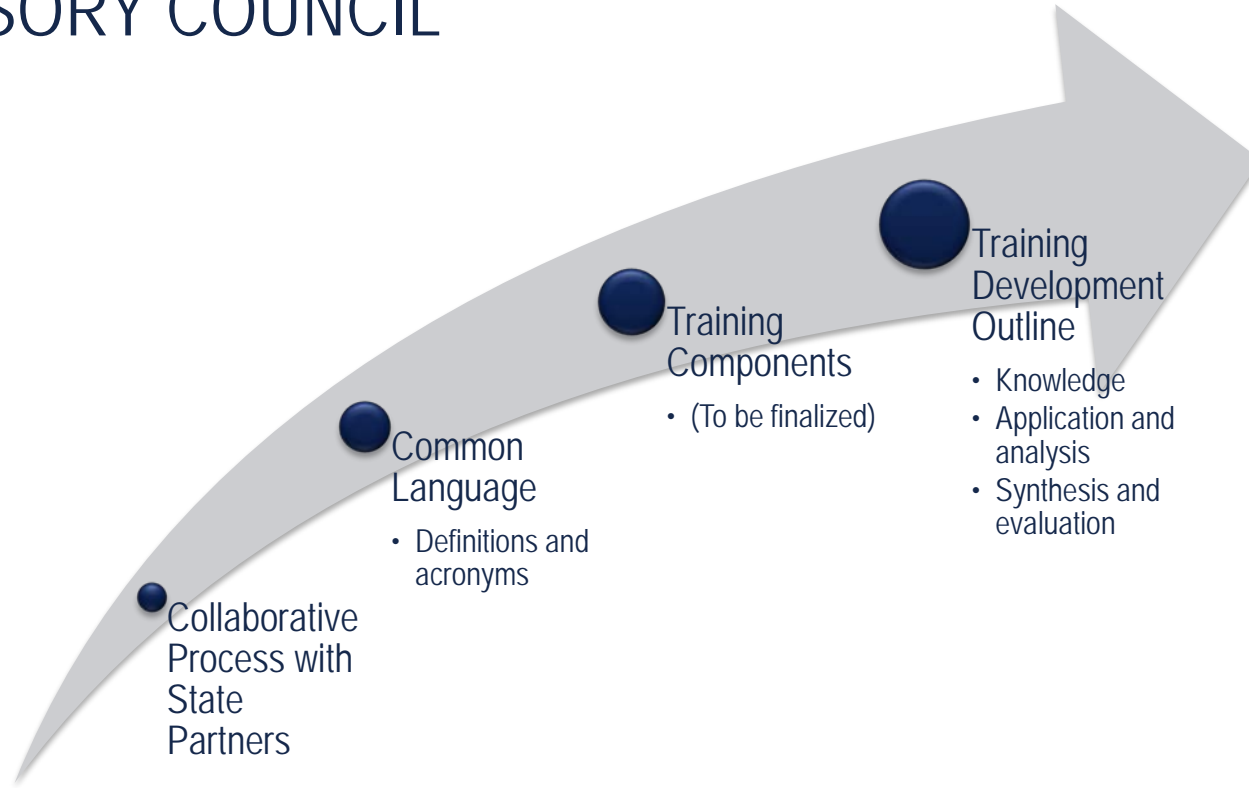 SORY COUNCIL
Collaborative
Process with
State
Partners
Common
Language
• Definitions and
acronyms
Training
Components
• (To be finalized)
Training
Development
Outline
• Knowledge
• Application and
analysis
• Synthesis and
evaluation